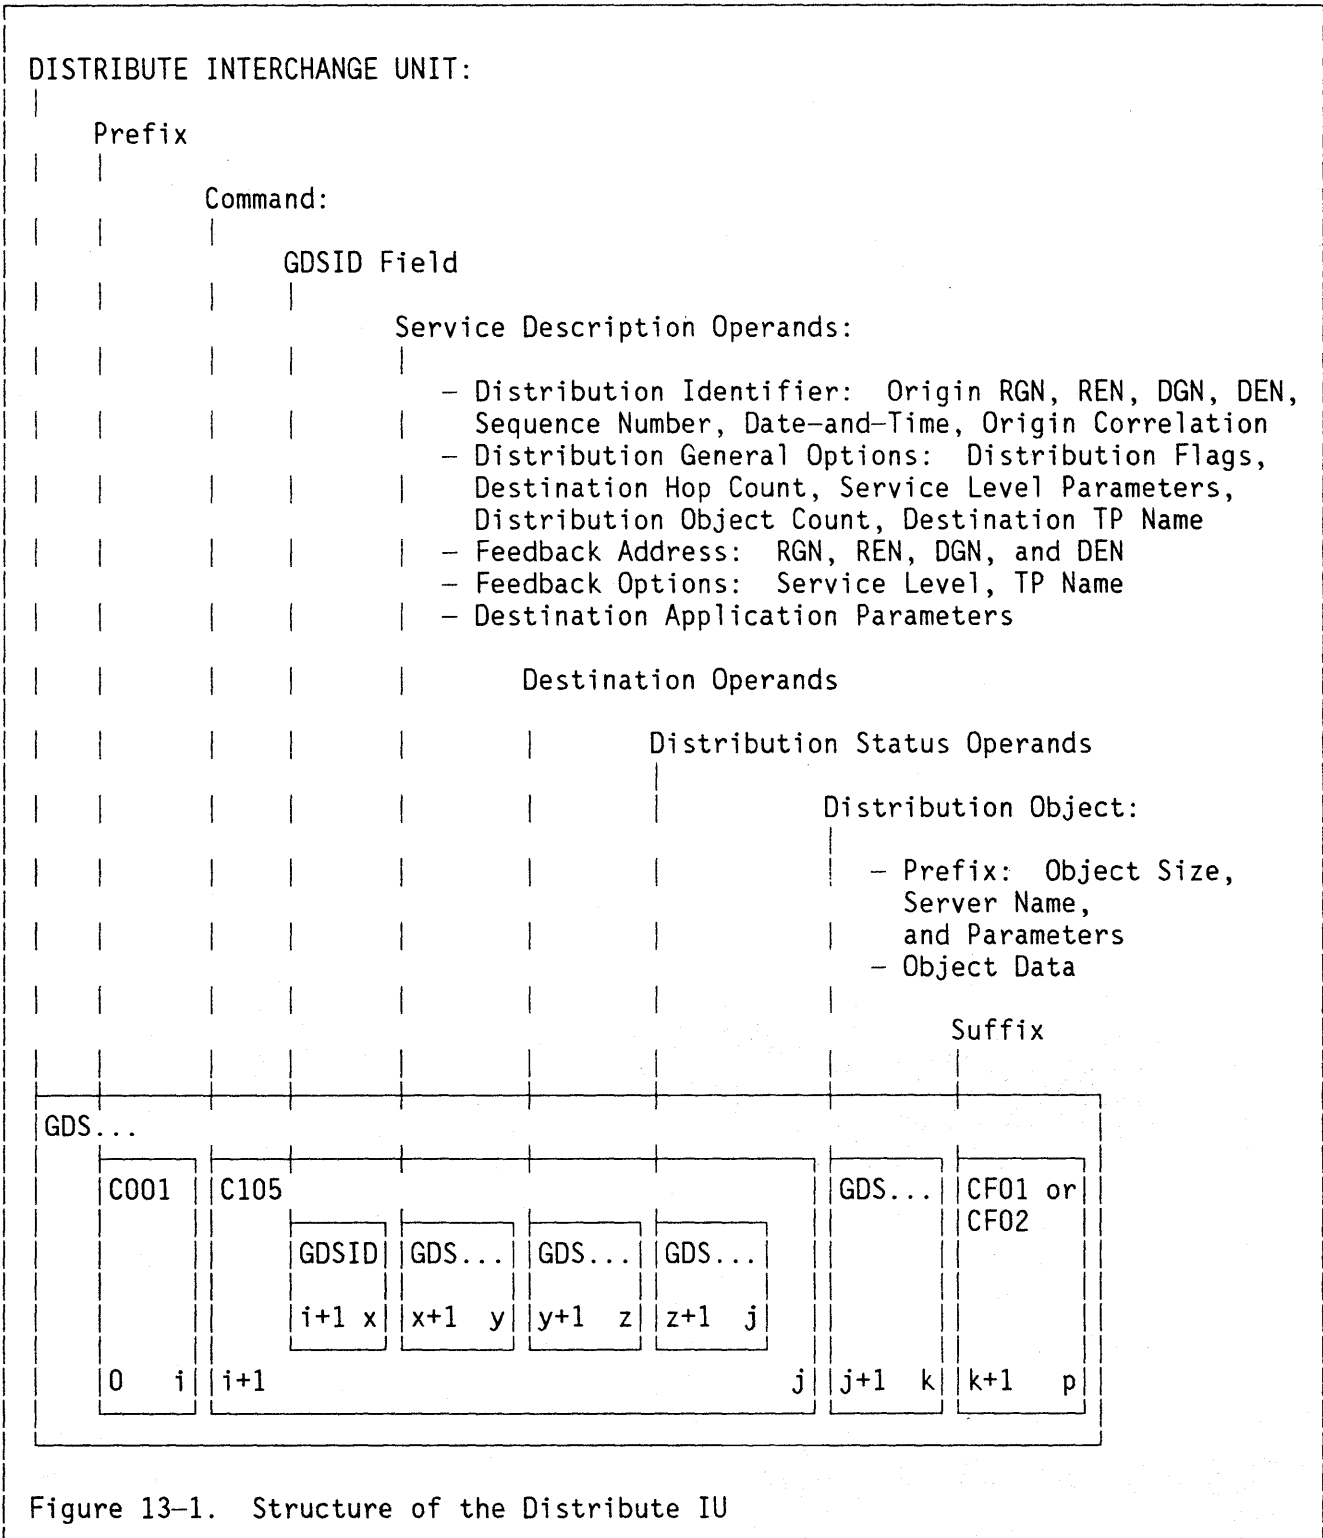 DISTRIBUTE INTERCHANGE UNIT:
Prefix
Command:
GDSID Field
Service Description Operands:
— Distribution Identifier: Origin RGN, REN, DGN, DEN,
Sequence Number, Date—and—Time, Origin Correlation
— Distribution General Options: Distribution Flags,
Destination Hop Count, Service Level Parameters,
Distribution Object Count, Destination TP Name
— Feedback Address: RGN, REN, DGN, and DEN
— Feedback Options: Service Level, TP Name
— Destination Application Parameters
Destination Operands
Distribution Status Operands
Distribution Object:
— Prefix: Object Size,
Server Name,
and Parameters
— Object Data
Suffix
GDS...
C001 C105 GDS... CF01 or
CF02
GDSID GDS... GDS... GDS...
i+1 x x+1 y y+1 z z+1 j
0 i i+1 j j+1 k k+1 p
Figure 13—1. Structure of the Distribute IU